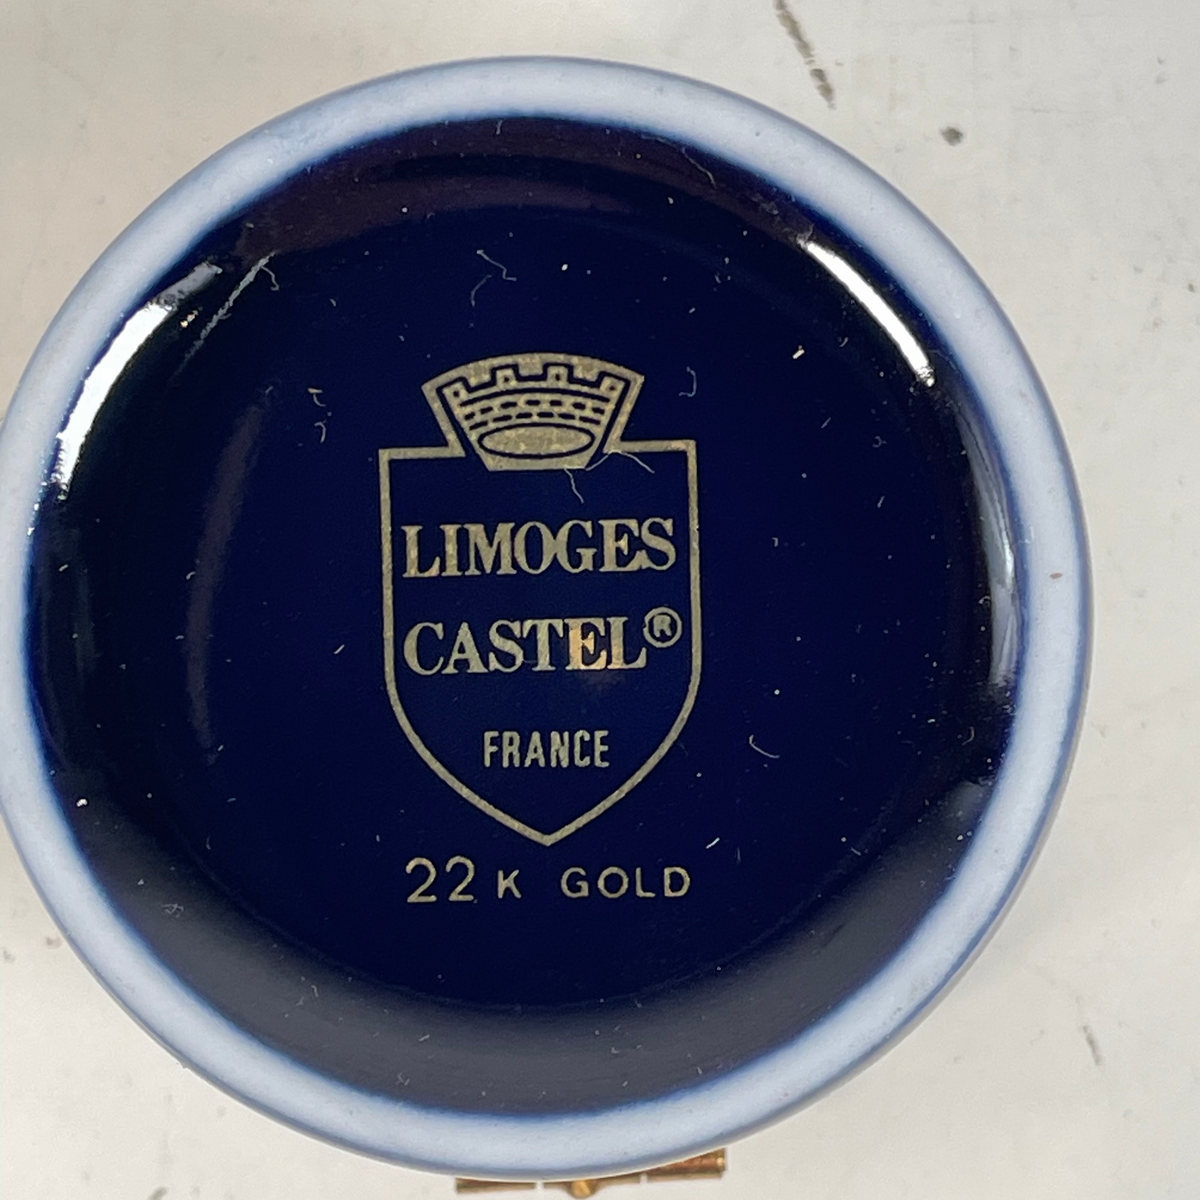 LIMOGES
CASTEL®
FRANCE
22 K GOLD